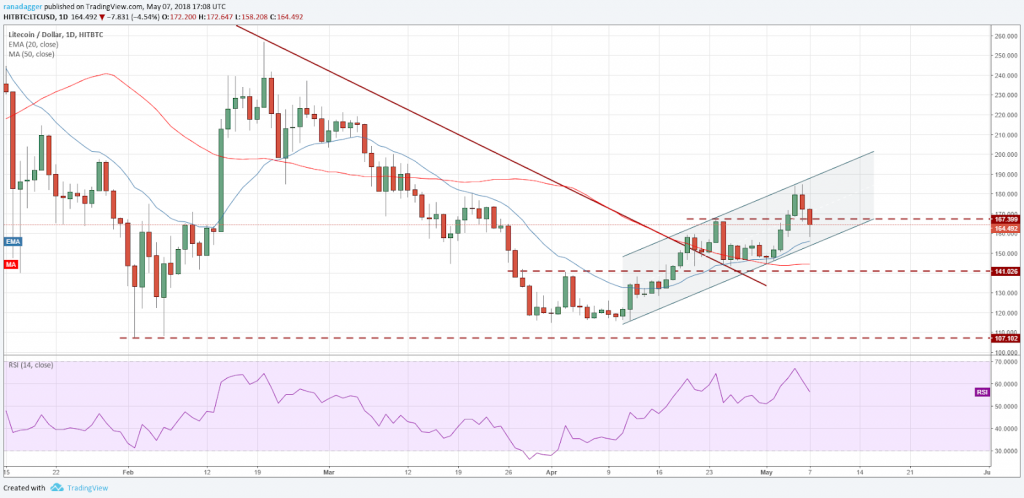 ranadagger published on TradingView.com, May 07, 2018 17:08 UTC
HITBTC:LTCUSD, 1D 164.492 ▼ −7.831 (−4.54%) O:172.200 H:172.647 L:158.208 C:164.492
Litecoin / Dollar, 1D, HITBTC
EMA (20, close)
MA (50, close)
260.000
250.000
240.000
230.000
220.000
210.000
200.000
190.000
180.000
167.399
164.492
EMA
MA
150.000
141.026
130.000
120.000
107.102
100.000
RSI (14, close)
70.0000
60.0000
RSI
50.0000
40.0000
30.0000
15 22 Feb 12 19 Mar 12 19 26 Apr 9 16 23 May 7 14 21 Ju
Created with TradingView